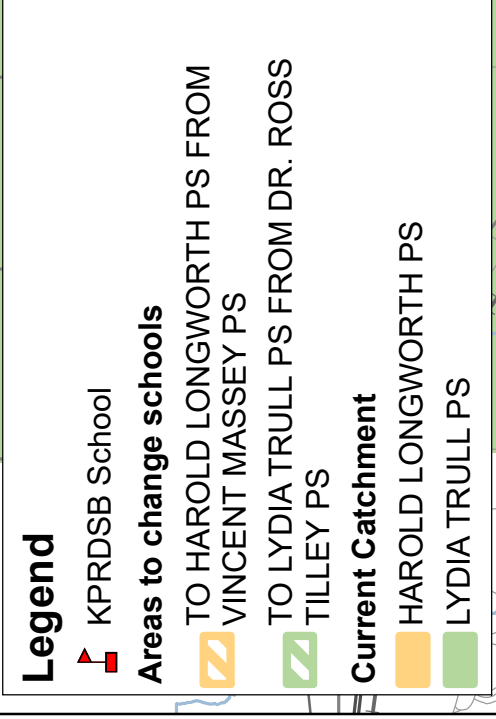 Legend
KPRDSB School
Areas to change schools
TO HAROLD LONGWORTH PS FROM
VINCENT MASSEY PS
TO LYDIA TRULL PS FROM DR. ROSS
TILLEY PS
Current Catchment
HAROLD LONGWORTH PS
LYDIA TRULL PS